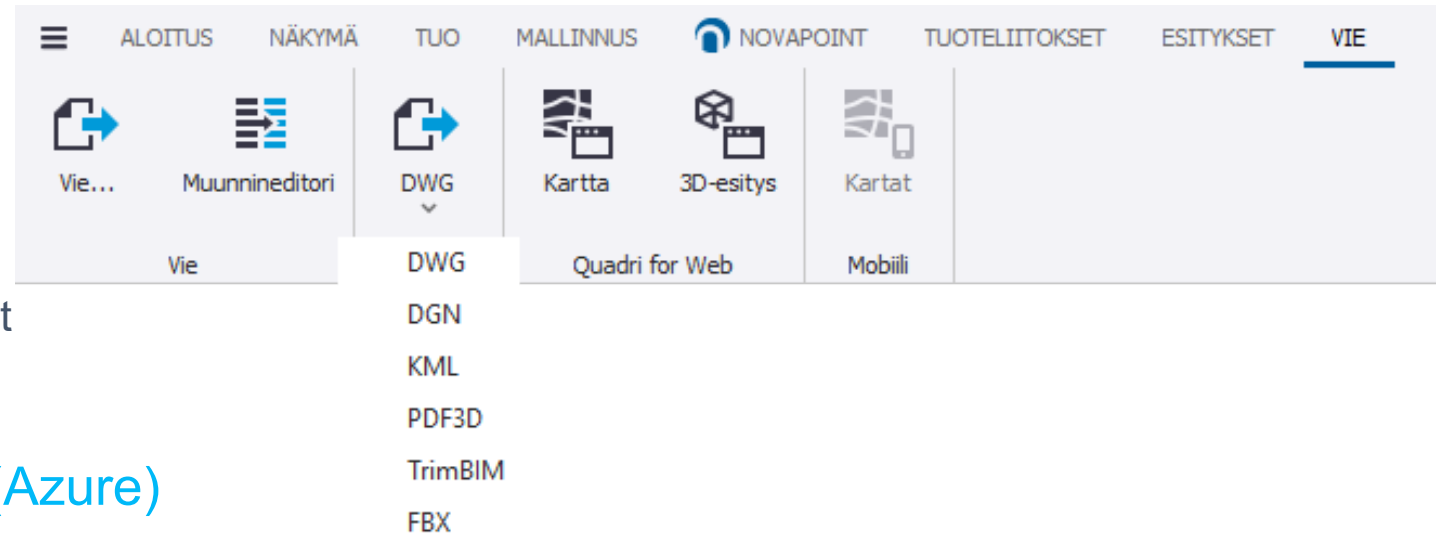 ALOITUS NÄKYMÄ TUO MALLINNUS NOVAPOINT TUOTELIITOKSET ESITYKSET VIE
Vie... Muunnineditori DWG Kartta 3D-esitys Kartat
Vie Quadri for Web Mobiili
DWG
DGN
KML
PDF3D
TrimBIM
FBX
t
(Azure)